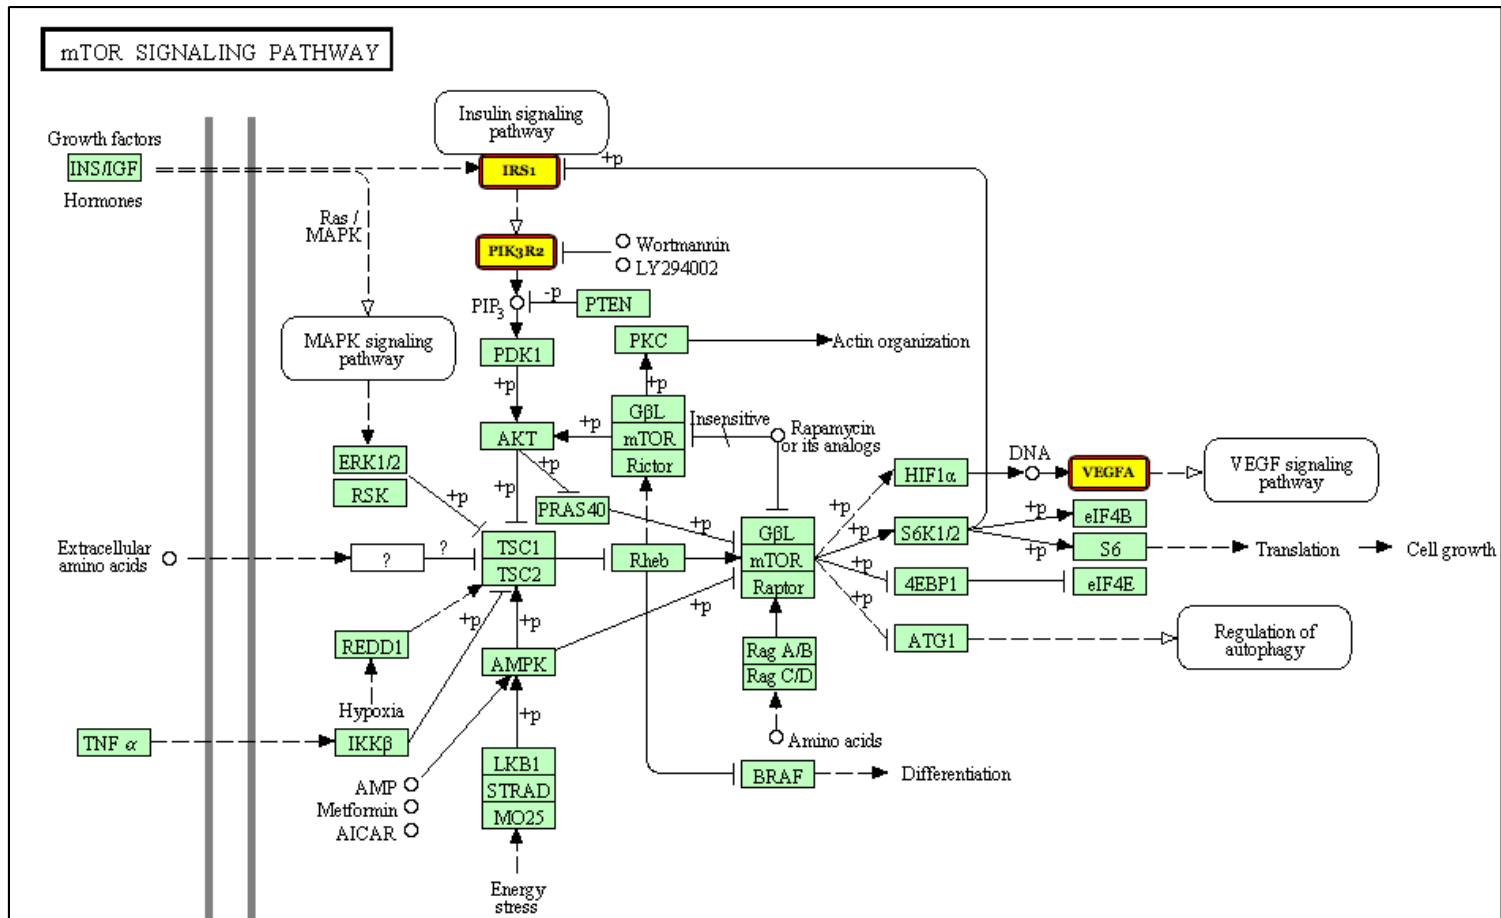 mTOR SIGNALING PATHWAY
Insulin signaling
pathway
Growth factors
INS/IGF
Hormones
IRS1
+p
Ras /
MAPK
PIK3R2
Wortmannin
LY294002
PIP3
-p
PTEN
MAPK signaling
pathway
PDK1
PKC
Actin organization
+p
+p
GβL
mTOR
Rictor
+p
AKT
Insensitive
Rapamycin
or its analogs
ERK1/2
RSK
+p
+p
+p
PRAS40
+p
DNA
HIF1α
VEGFA
VEGF signaling
pathway
+p
+p
S6K1/2
+p
eIF4B
+p
S6
Translation
Cell growth
Extracellular
amino acids
?
?
TSC1
TSC2
Rheb
GβL
mTOR
Raptor
+p
4EBP1
eIF4E
+p
+p
+p
+p
REDD1
AMPK
Rag A/B
Rag C/D
ATG1
Regulation of
autophagy
Hypoxia
+p
TNF α
IKKβ
Amino acids
LKB1
STRAD
MO25
BRAF
Differentiation
AMP
Metformin
AICAR
Energy
stress